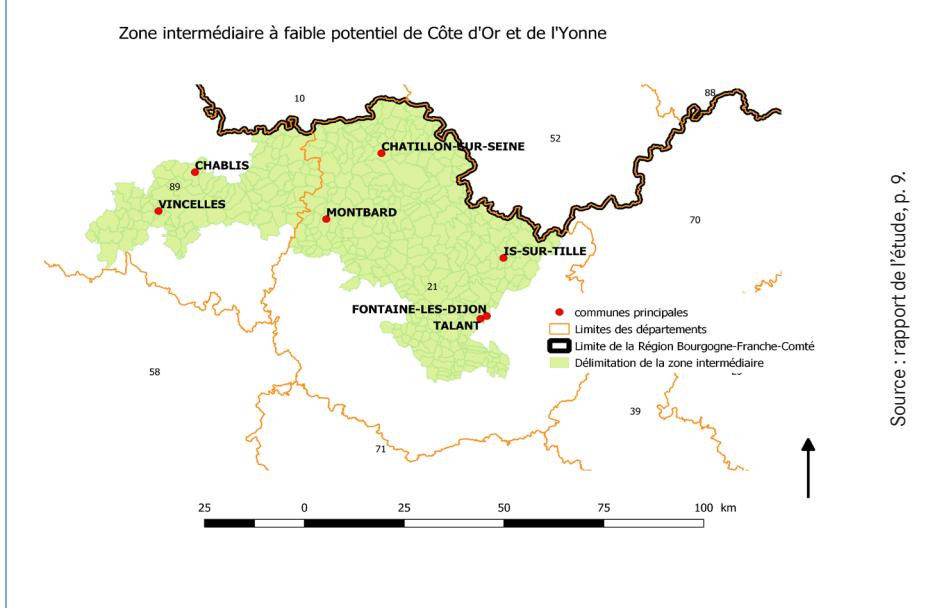 Zone intermédiaire à faible potentiel de Côte d'Or et de l'Yonne
88
10
52
CHATILLON-SUR-SEINE
CHABLIS
89
VINCELLES
MONTBARD
70
IS-SUR-TILLE
21
FONTAINE-LES-DIJON
TALANT
communes principales
Limites des départements
Limite de la Région Bourgogne-Franche-Comté
Délimitation de la zone intermédiaire
58
39
71
25 0 25 50 75 100 km
Source : rapport de l'étude, p. 9.